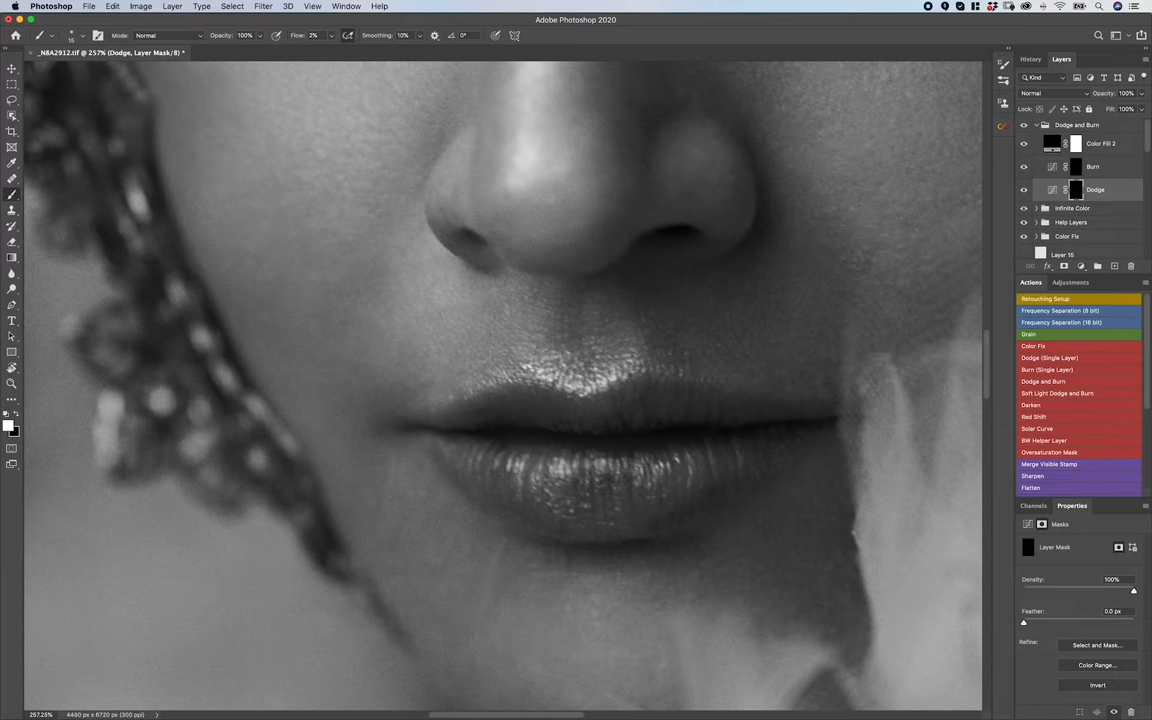 Photoshop File Edit Image Layer Type Select Filter 3D View Window Help
Adobe Photoshop 2020
15 Mode: Normal Opacity: 100% Flow: 2% Smoothing: 10% 0°
_N8A2912.tif @ 257% (Dodge, Layer Mask/8) *
History Layers
Kind
Normal Opacity: 100%
Lock: Fill: 100%
Dodge and Burn
Color Fill 2
Burn
Dodge
Infinite Color
Help Layers
Color Fix
Layer 15
Actions Adjustments
Retouching Setup
Frequency Separation (8 bit)
Frequency Separation (16 bit)
Grain
Color Fix
Dodge (Single Layer)
Burn (Single Layer)
Dodge and Burn
Soft Light Dodge and Burn
Darken
Red Shift
Solar Curve
BW Helper Layer
Oversaturation Mask
Merge Visible Stamp
Sharpen
Flatten
Channels Properties
Masks
Layer Mask
Density: 100%
Feather: 0.0 px
Refine: Select and Mask...
Color Range...
Invert
257.25% 4480 px x 6720 px (300 ppi)